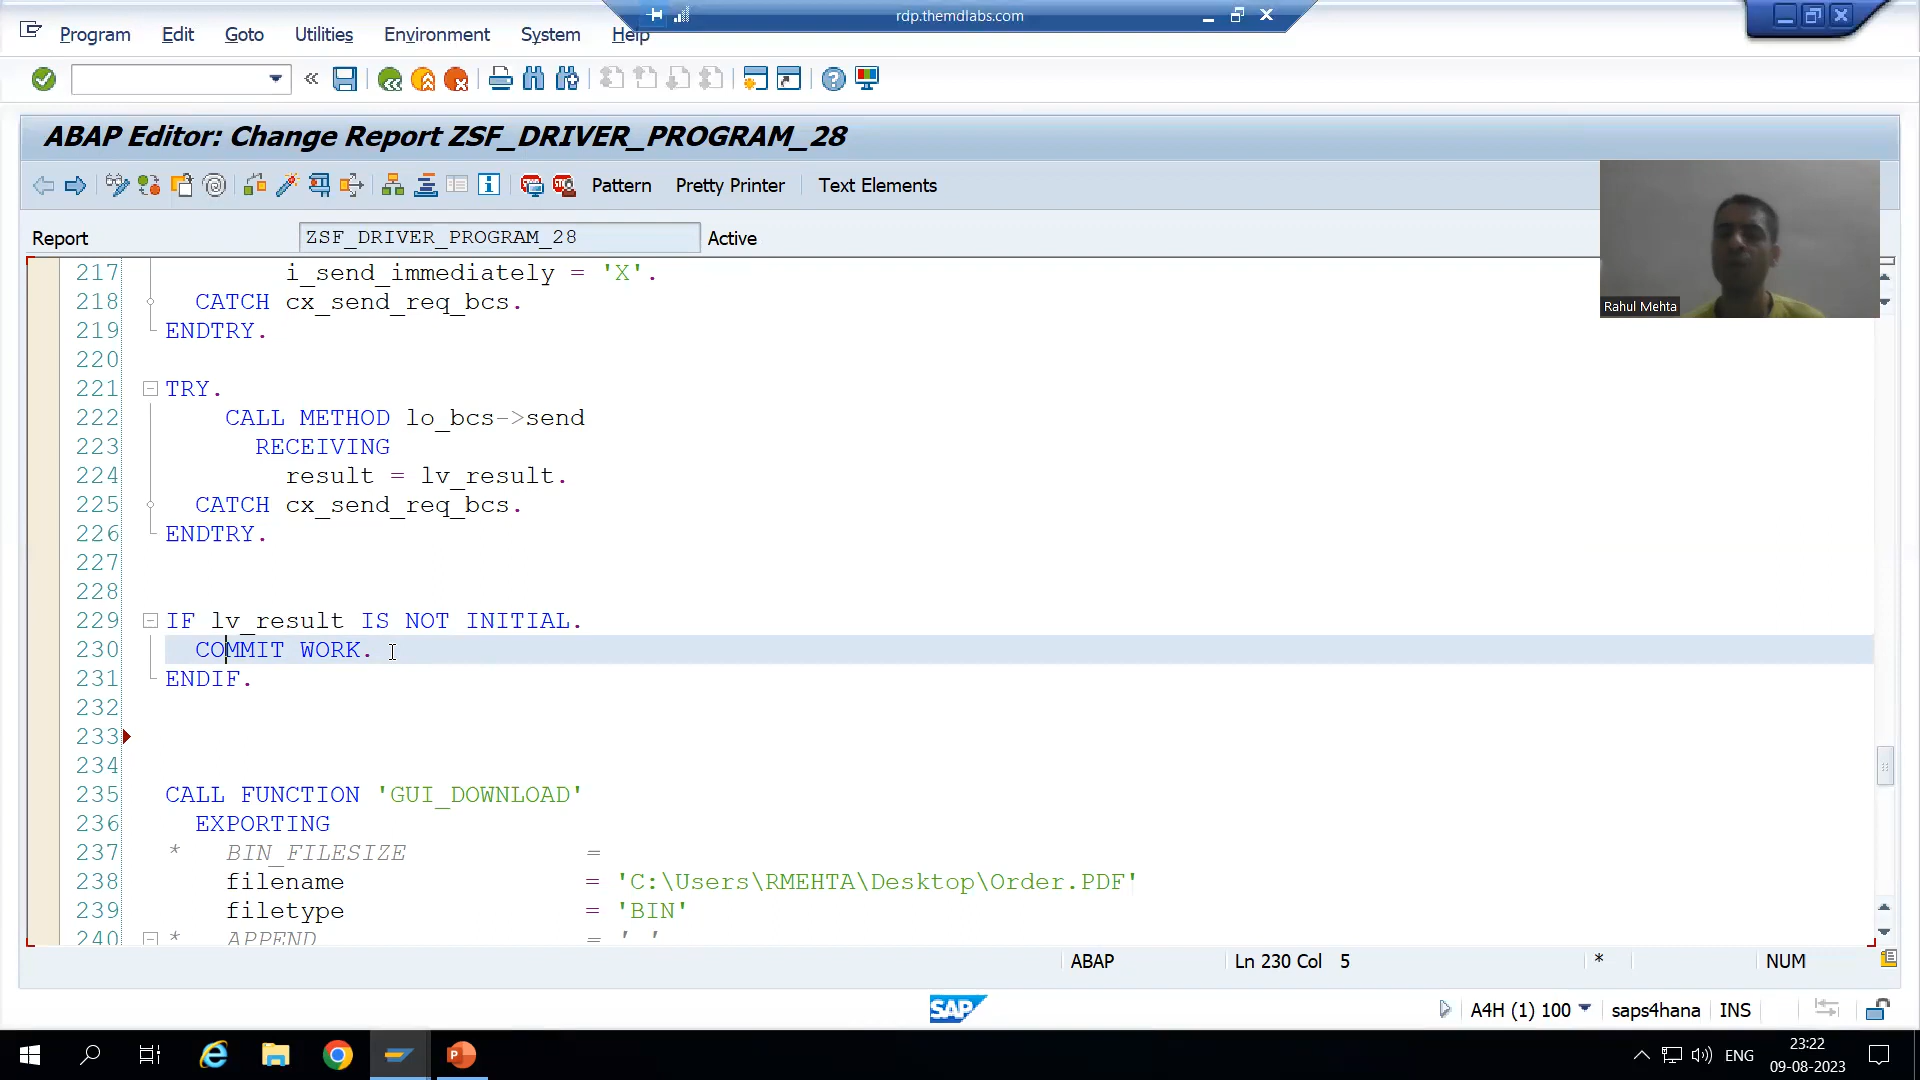 rdp.themdlabs.com
Program Edit Goto Utilities Environment System Help
ABAP Editor: Change Report ZSF_DRIVER_PROGRAM_28
Pattern Pretty Printer Text Elements
Report ZSF_DRIVER_PROGRAM_28 Active
Rahul Mehta
217 i_send_immediately = 'X'.
218 CATCH cx_send_req_bcs.
219 ENDTRY.
220
221 TRY.
222 CALL METHOD lo_bcs->send
223 RECEIVING
224 result = lv_result.
225 CATCH cx_send_req_bcs.
226 ENDTRY.
227
228
229 IF lv_result IS NOT INITIAL.
230 COMMIT WORK.
231 ENDIF.
232
233
234
235 CALL FUNCTION 'GUI_DOWNLOAD'
236 EXPORTING
237 * BIN_FILESIZE =
238 filename = 'C:\Users\RMEHTA\Desktop\Order.PDF'
239 filetype = 'BIN'
240 * APPEND = ' '
ABAP Ln 230 Col 5 * NUM
SAP A4H (1) 100 saps4hana INS
ENG 23:22
09-08-2023